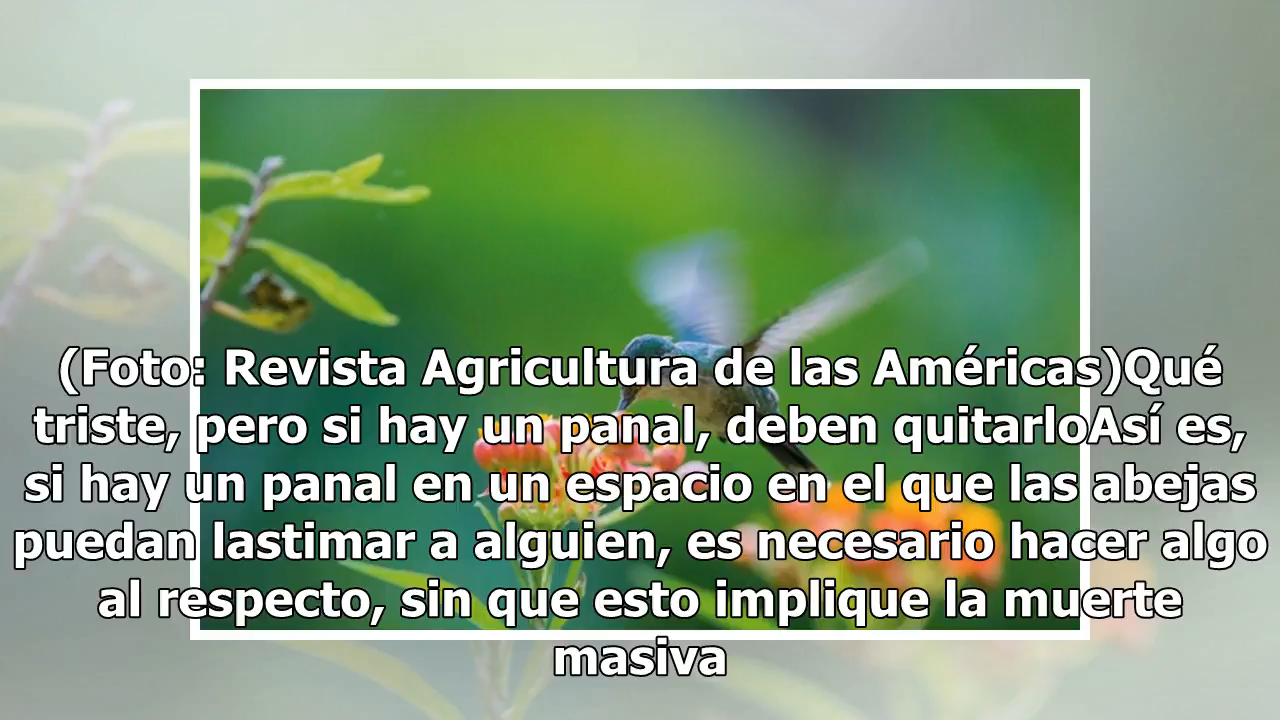 (Foto: Revista Agricultura de las Américas)Qué
triste, pero si hay un panal, deben quitarloAsí es,
si hay un panal en un espacio en el que las abejas
puedan lastimar a alguien, es necesario hacer algo
al respecto, sin que esto implique la muerte
masiva